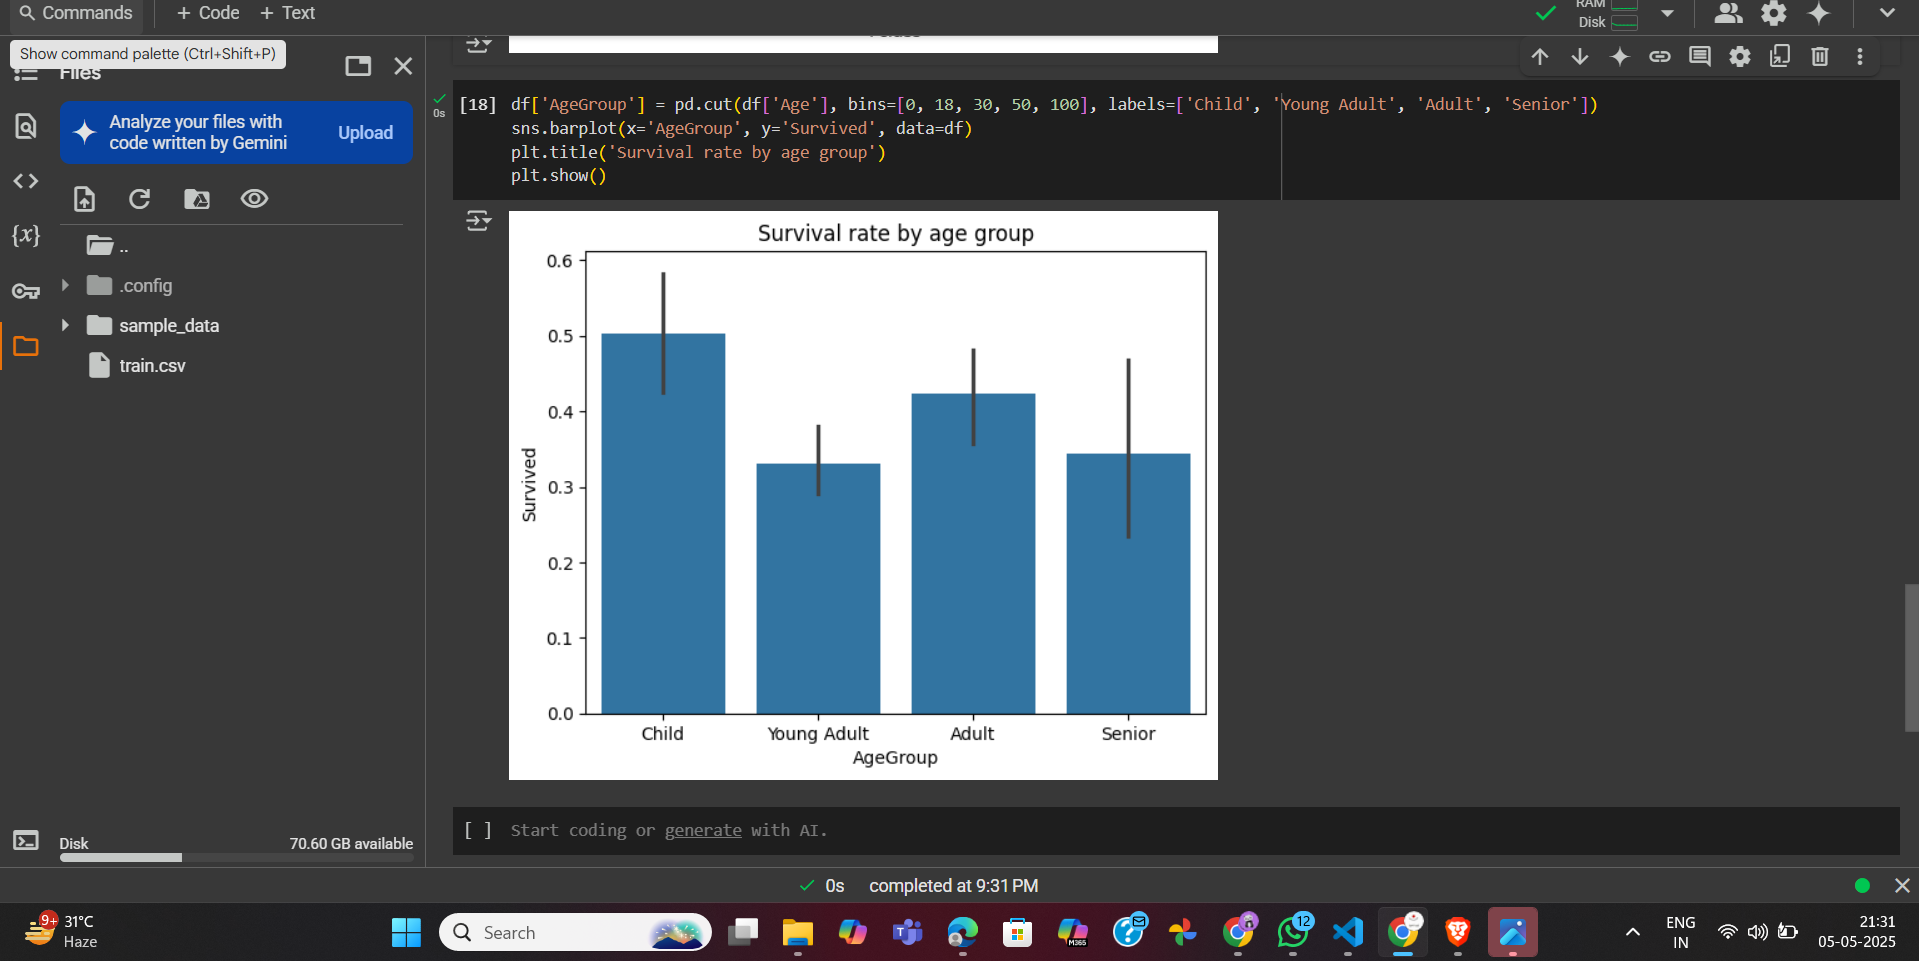 Commands
+ Code
+ Text
RAM
Disk
Show command palette (Ctrl+Shift+P)
Files
Analyze your files with
code written by Gemini
Upload
..
.config
sample_data
train.csv
Disk
70.60 GB available
0s
[18]
df['AgeGroup'] = pd.cut(df['Age'], bins=[0, 18, 30, 50, 100], labels=['Child', 'Young Adult', 'Adult', 'Senior'])
sns.barplot(x='AgeGroup', y='Survived', data=df)
plt.title('Survival rate by age group')
plt.show()
Survival rate by age group
0.6
0.5
0.4
0.3
0.2
0.1
0.0
Survived
Child
Young Adult
Adult
Senior
AgeGroup
[ ] Start coding or generate with AI.
0s completed at 9:31 PM
9+
31°C
Haze
Search
M365
12
ENG
IN
21:31
05-05-2025